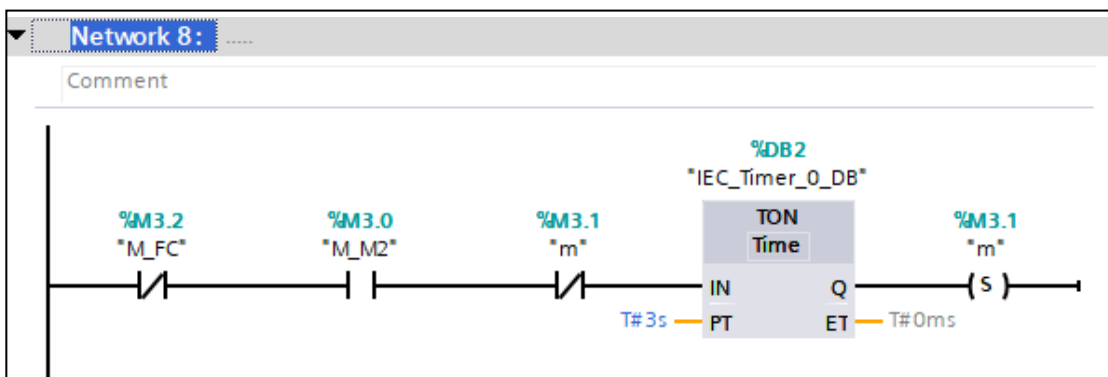 Network 8: .....
Comment
%DB2
"IEC_Timer_0_DB"
%M3.2 %M3.0 %M3.1 TON %M3.1
"M_FC" "M_M2" "m" Time "m"
IN Q ( S )
T#3s PT ET T#0ms